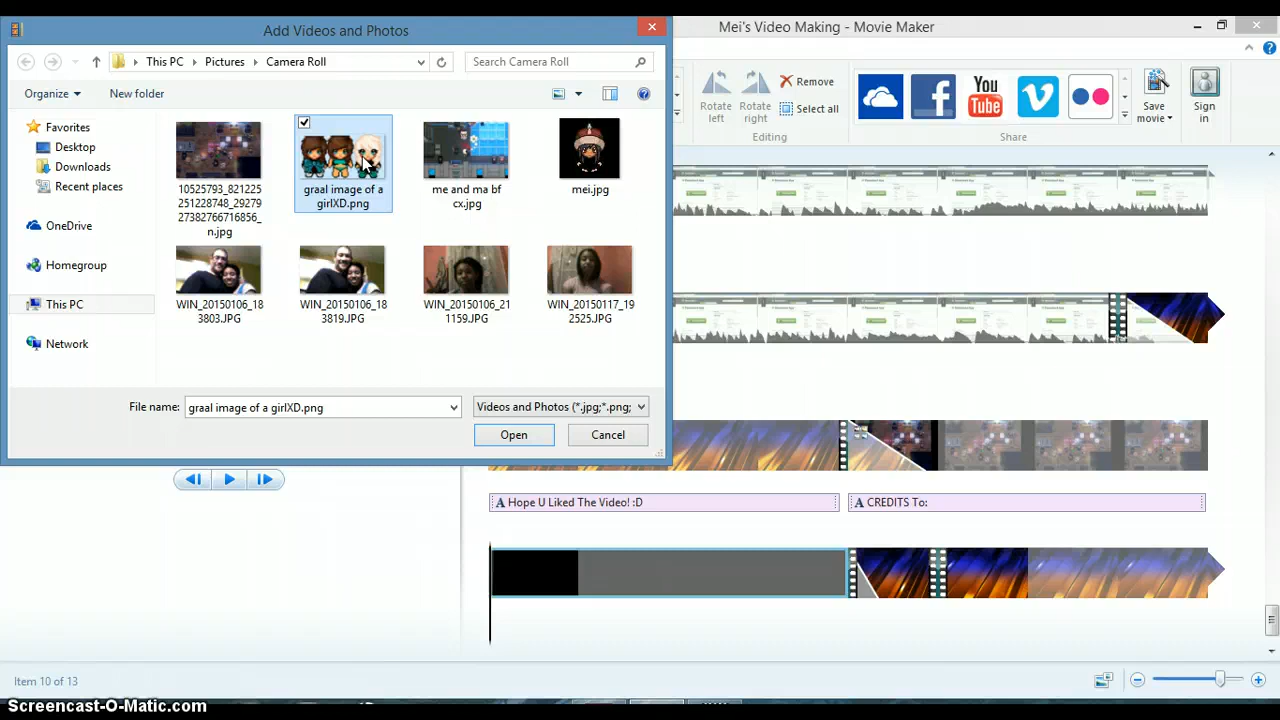 Add Videos and Photos
Mei's Video Making - Movie Maker
This PC
Pictures
Camera Roll
Search Camera Roll
Organize
New folder
Rotate left
Rotate right
Remove
Select all
Editing
You Tube
Share
Save movie
Sign in
Favorites
Desktop
Downloads
Recent places
OneDrive
Homegroup
This PC
Network
10525793_821225
251228748_29279
27382766716856_
n.jpg
graal image of a
girlXD.png
me and ma bf
cx.jpg
mei.jpg
WIN_20150106_18
3803.JPG
WIN_20150106_18
3819.JPG
WIN_20150106_21
1159.JPG
WIN_20150117_19
2525.JPG
File name:
graal image of a girlXD.png
Videos and Photos (*.jpg;*.png;
Open
Cancel
A Hope U Liked The Video! :D
A CREDITS To:
Item 10 of 13
Screencast-O-Matic.com